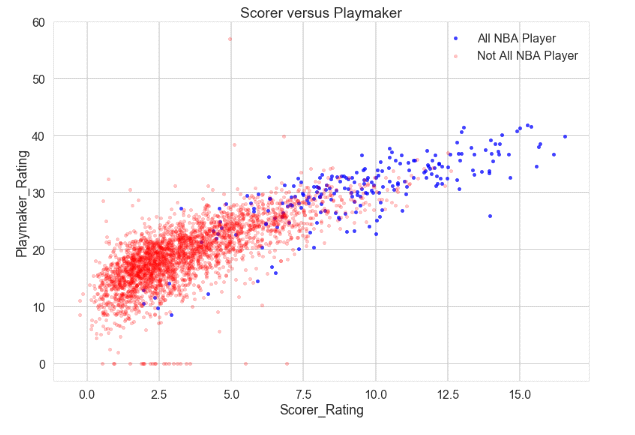 Scorer versus Playmaker
All NBA Player
Not All NBA Player
60
50
40
30
20
10
0
Playmaker_Rating
0.0 2.5 5.0 7.5 10.0 12.5 15.0
Scorer_Rating